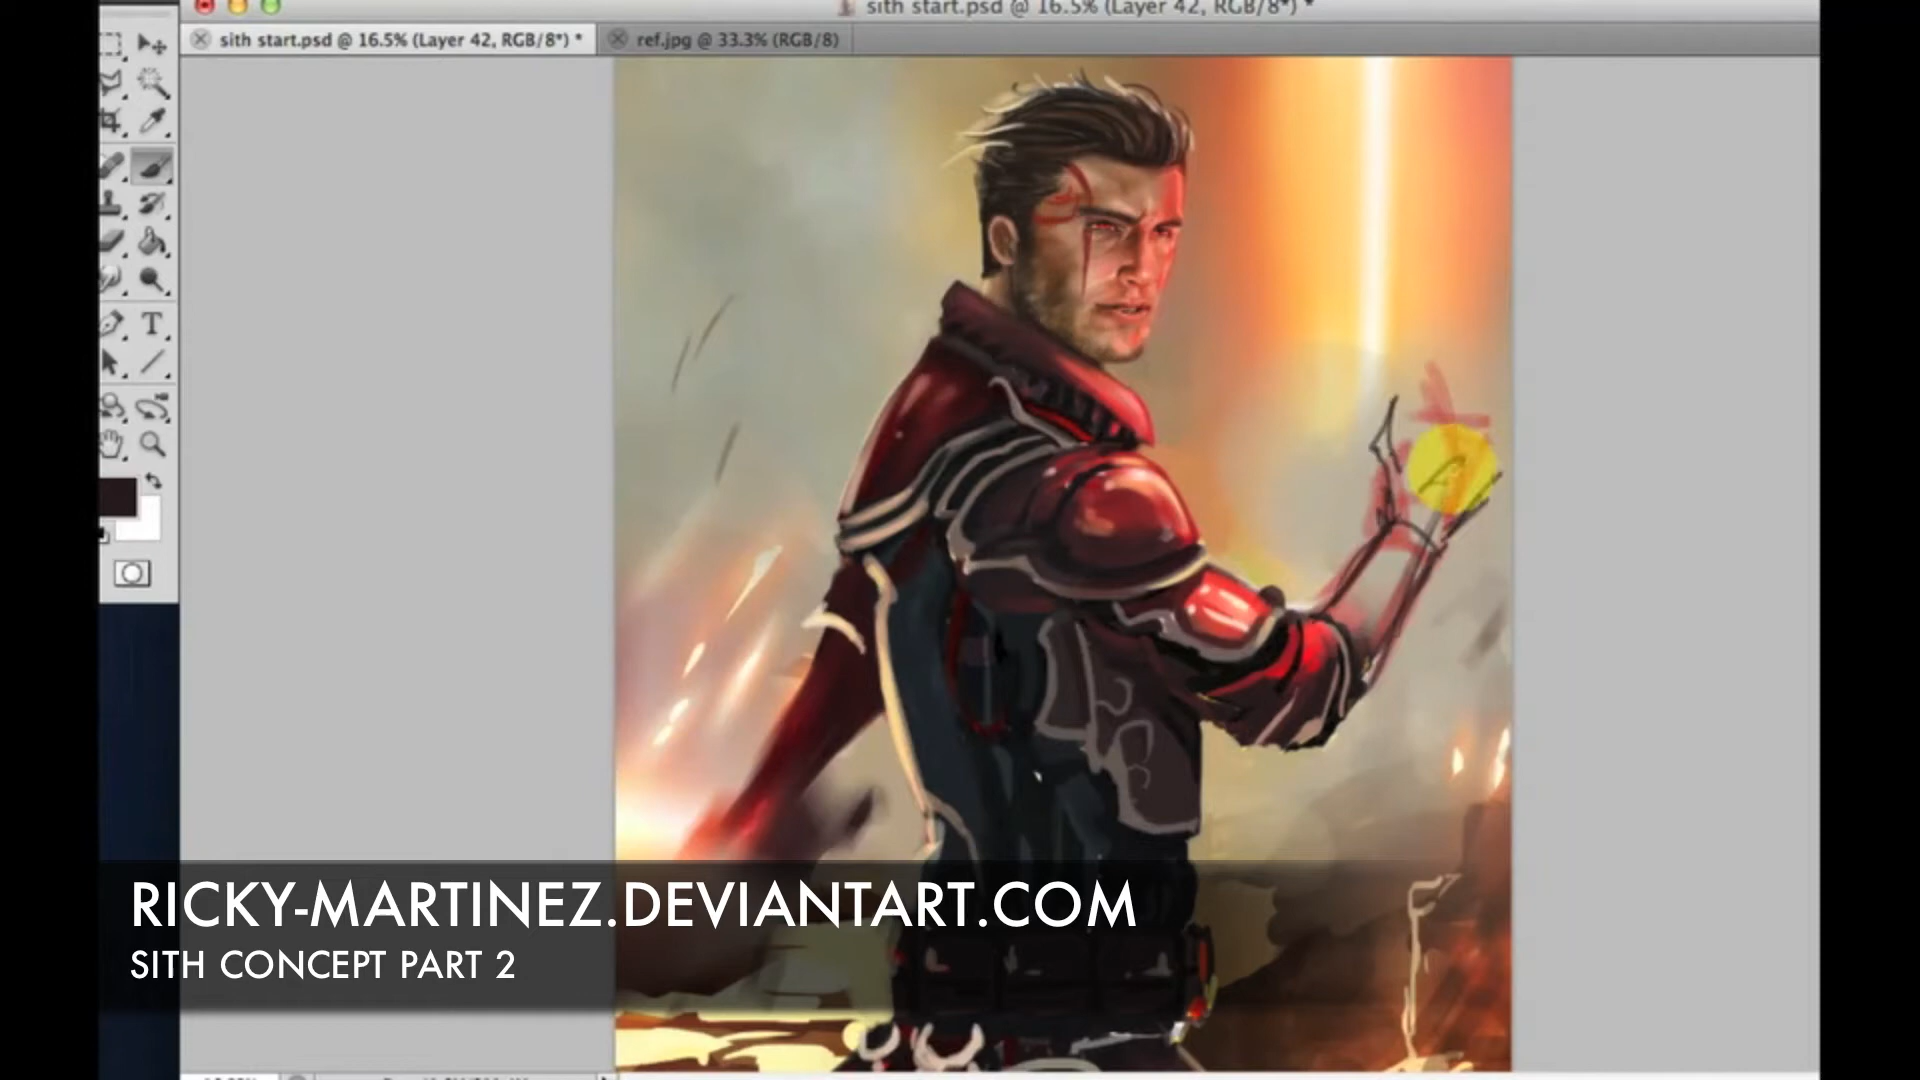 sith start.psd @ 16.5% (Layer 42, RGB/8*) *
sith start.psd @ 16.5% (Layer 42, RGB/8*) *
ref.jpg @ 33.3% (RGB/8)
T
RICKY-MARTINEZ.DEVIANTART.COM
SITH CONCEPT PART 2